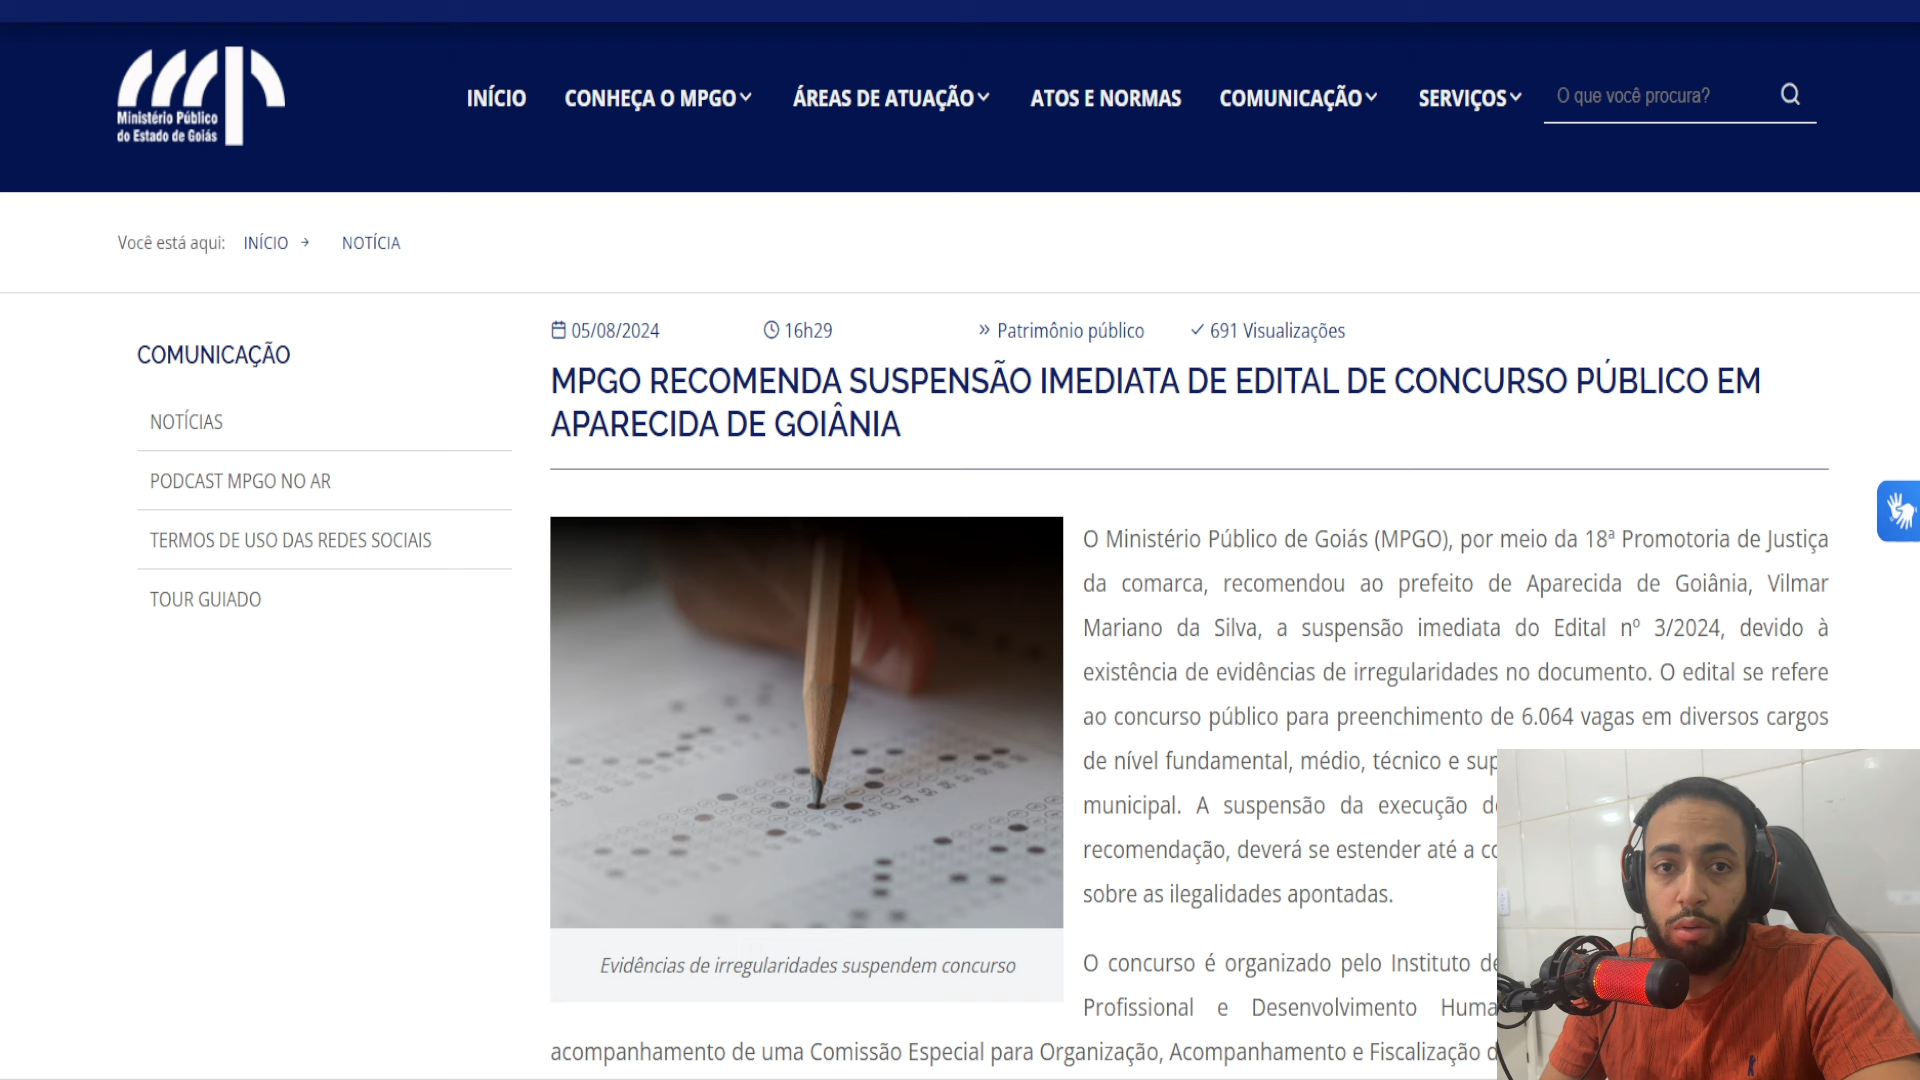 Ministério Público
do Estado de Goiás
INÍCIO
CONHEÇA O MPGO
ÁREAS DE ATUAÇÃO
ATOS E NORMAS
COMUNICAÇÃO
SERVIÇOS
O que você procura?
Você está aqui: INÍCIO → NOTÍCIA
COMUNICAÇÃO
NOTÍCIAS
PODCAST MPGO NO AR
TERMOS DE USO DAS REDES SOCIAIS
TOUR GUIADO
05/08/2024
16h29
» Patrimônio público
691 Visualizações
MPGO RECOMENDA SUSPENSÃO IMEDIATA DE EDITAL DE CONCURSO PÚBLICO EM
APARECIDA DE GOIÂNIA
Evidências de irregularidades suspendem concurso
O Ministério Público de Goiás (MPGO), por meio da 18ª Promotoria de Justiça
da comarca, recomendou ao prefeito de Aparecida de Goiânia, Vilmar
Mariano da Silva, a suspensão imediata do Edital nº 3/2024, devido à
existência de evidências de irregularidades no documento. O edital se refere
ao concurso público para preenchimento de 6.064 vagas em diversos cargos
de nível fundamental, médio, técnico e sup
municipal. A suspensão da execução d
recomendação, deverá se estender até a c
sobre as ilegalidades apontadas.
O concurso é organizado pelo Instituto de
Profissional e Desenvolvimento Huma
acompanhamento de uma Comissão Especial para Organização, Acompanhamento e Fiscalização d